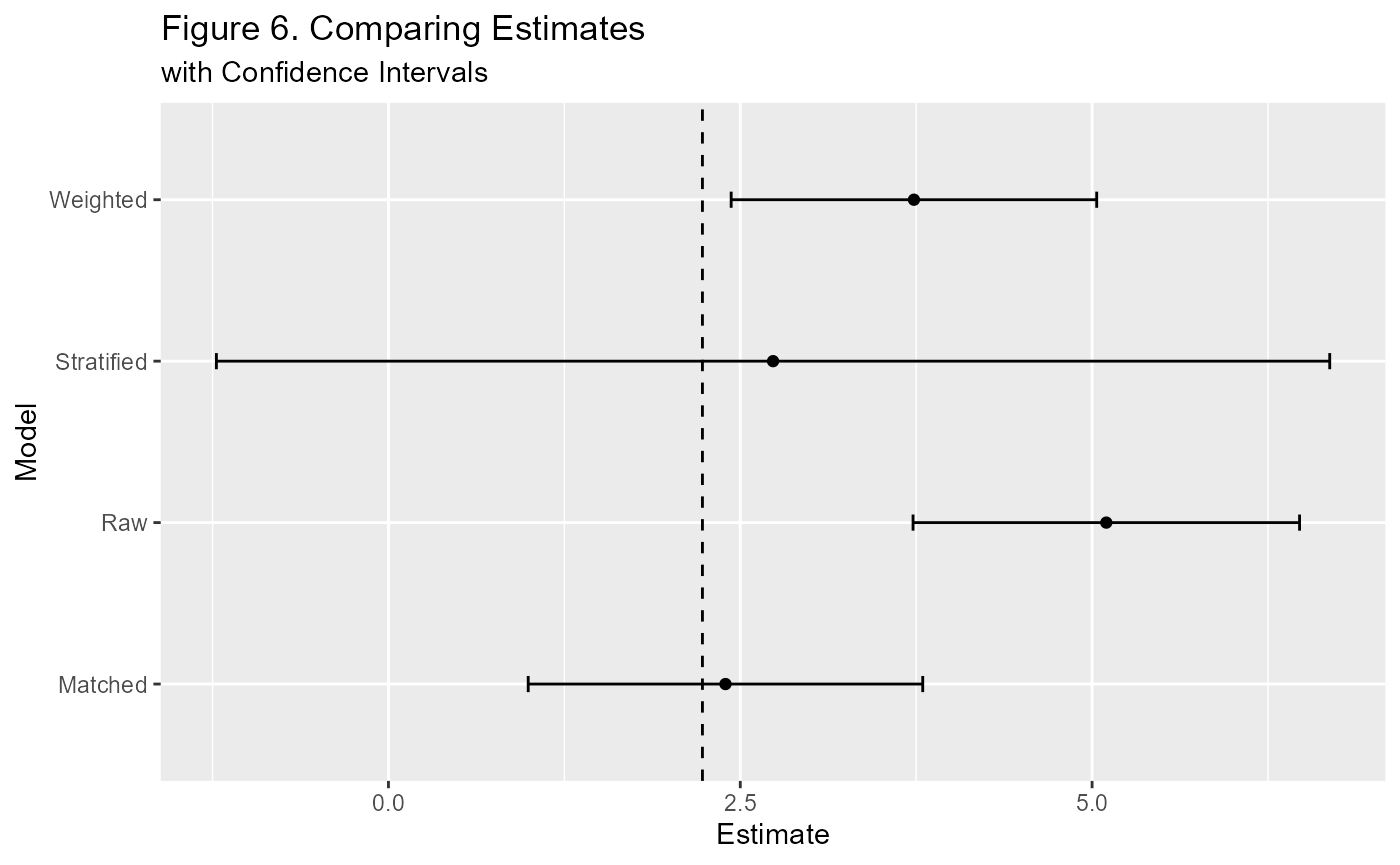 Figure 6. Comparing Estimates
with Confidence Intervals
Weighted
Stratified
Raw
Matched
Model
0.0
2.5
5.0
Estimate